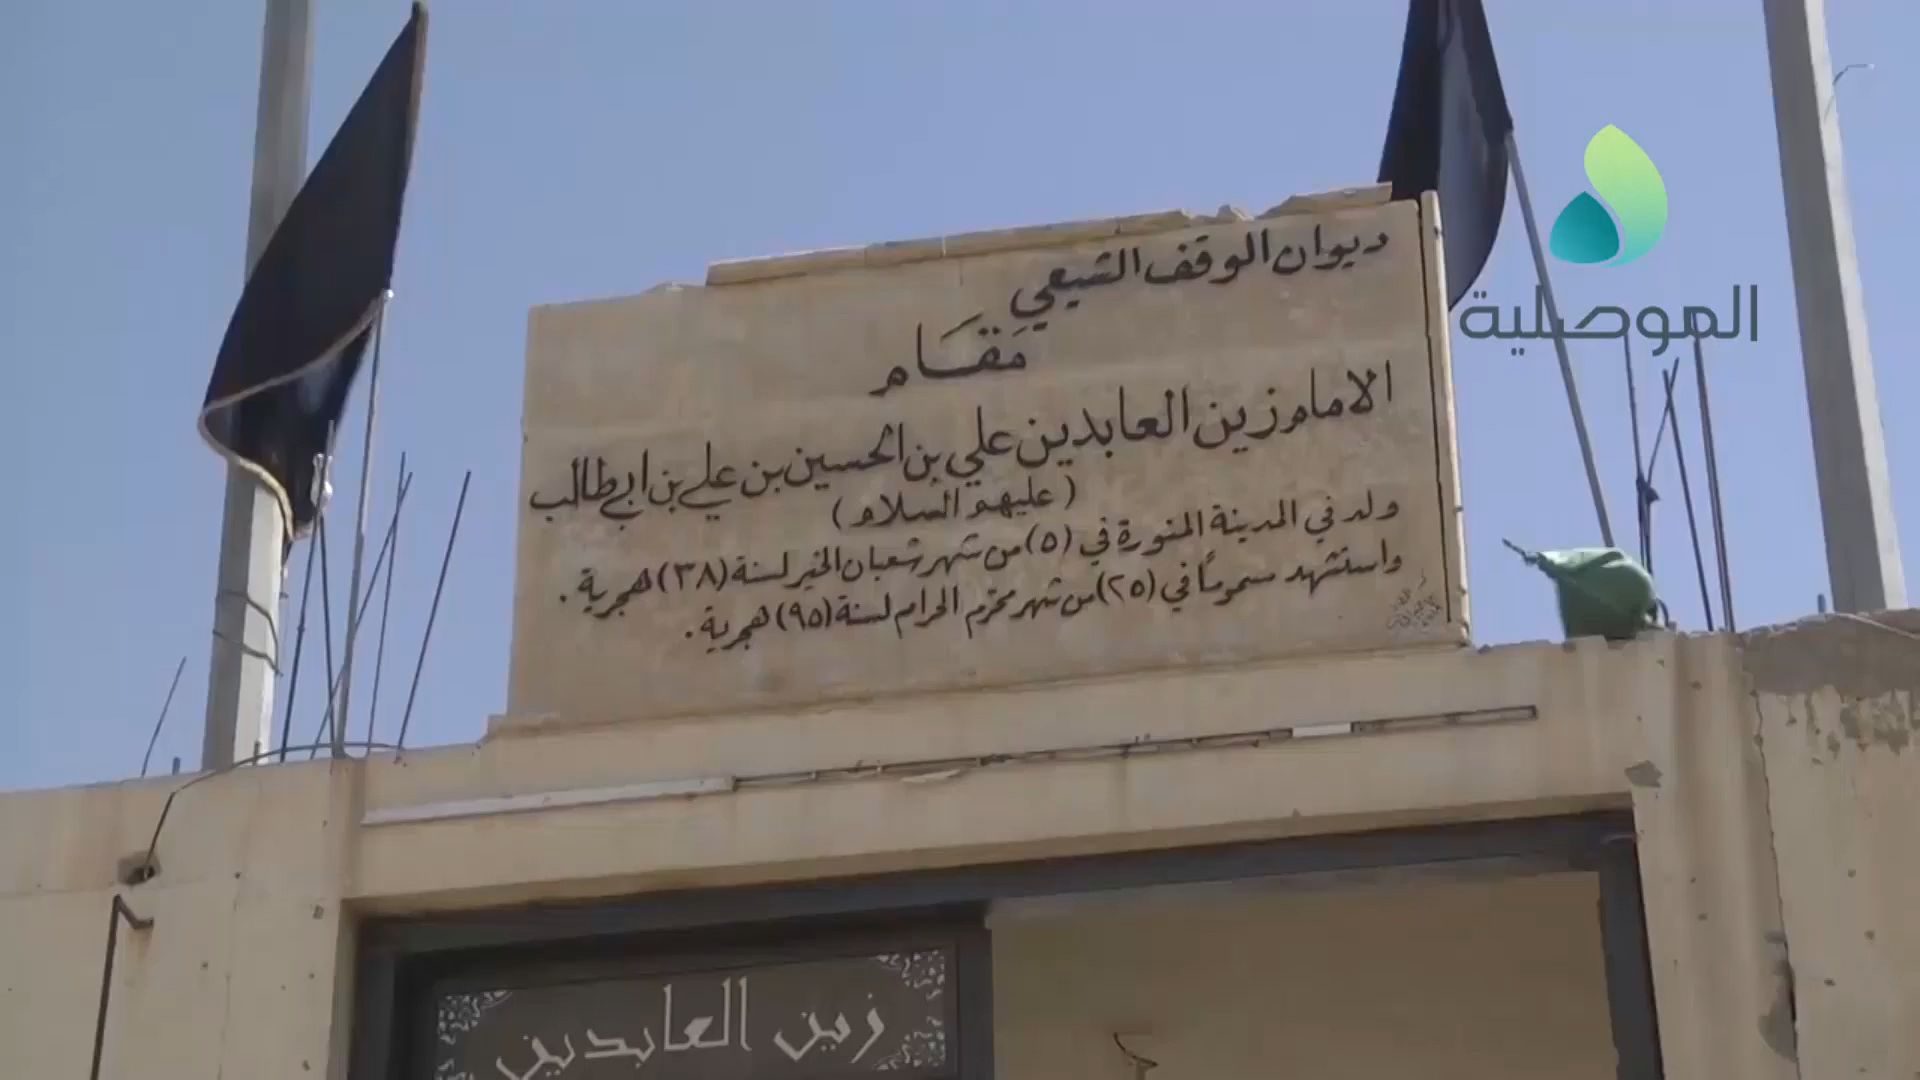 ديوان الوقف الشيعي
مَقَام
الامام زين العابدين علي بن الحسين بن علي بن ابي طالب
(عليهم السلام)
ولد في المدينة المنورة في (٥) من شهر شعبان الخير لسنة (٣٨) هجرية .
واستشهد مسموماً في (٢٥) من شهر محرم الحرام لسنة (٩٥) هجرية .
الموصلية
زين العابدين